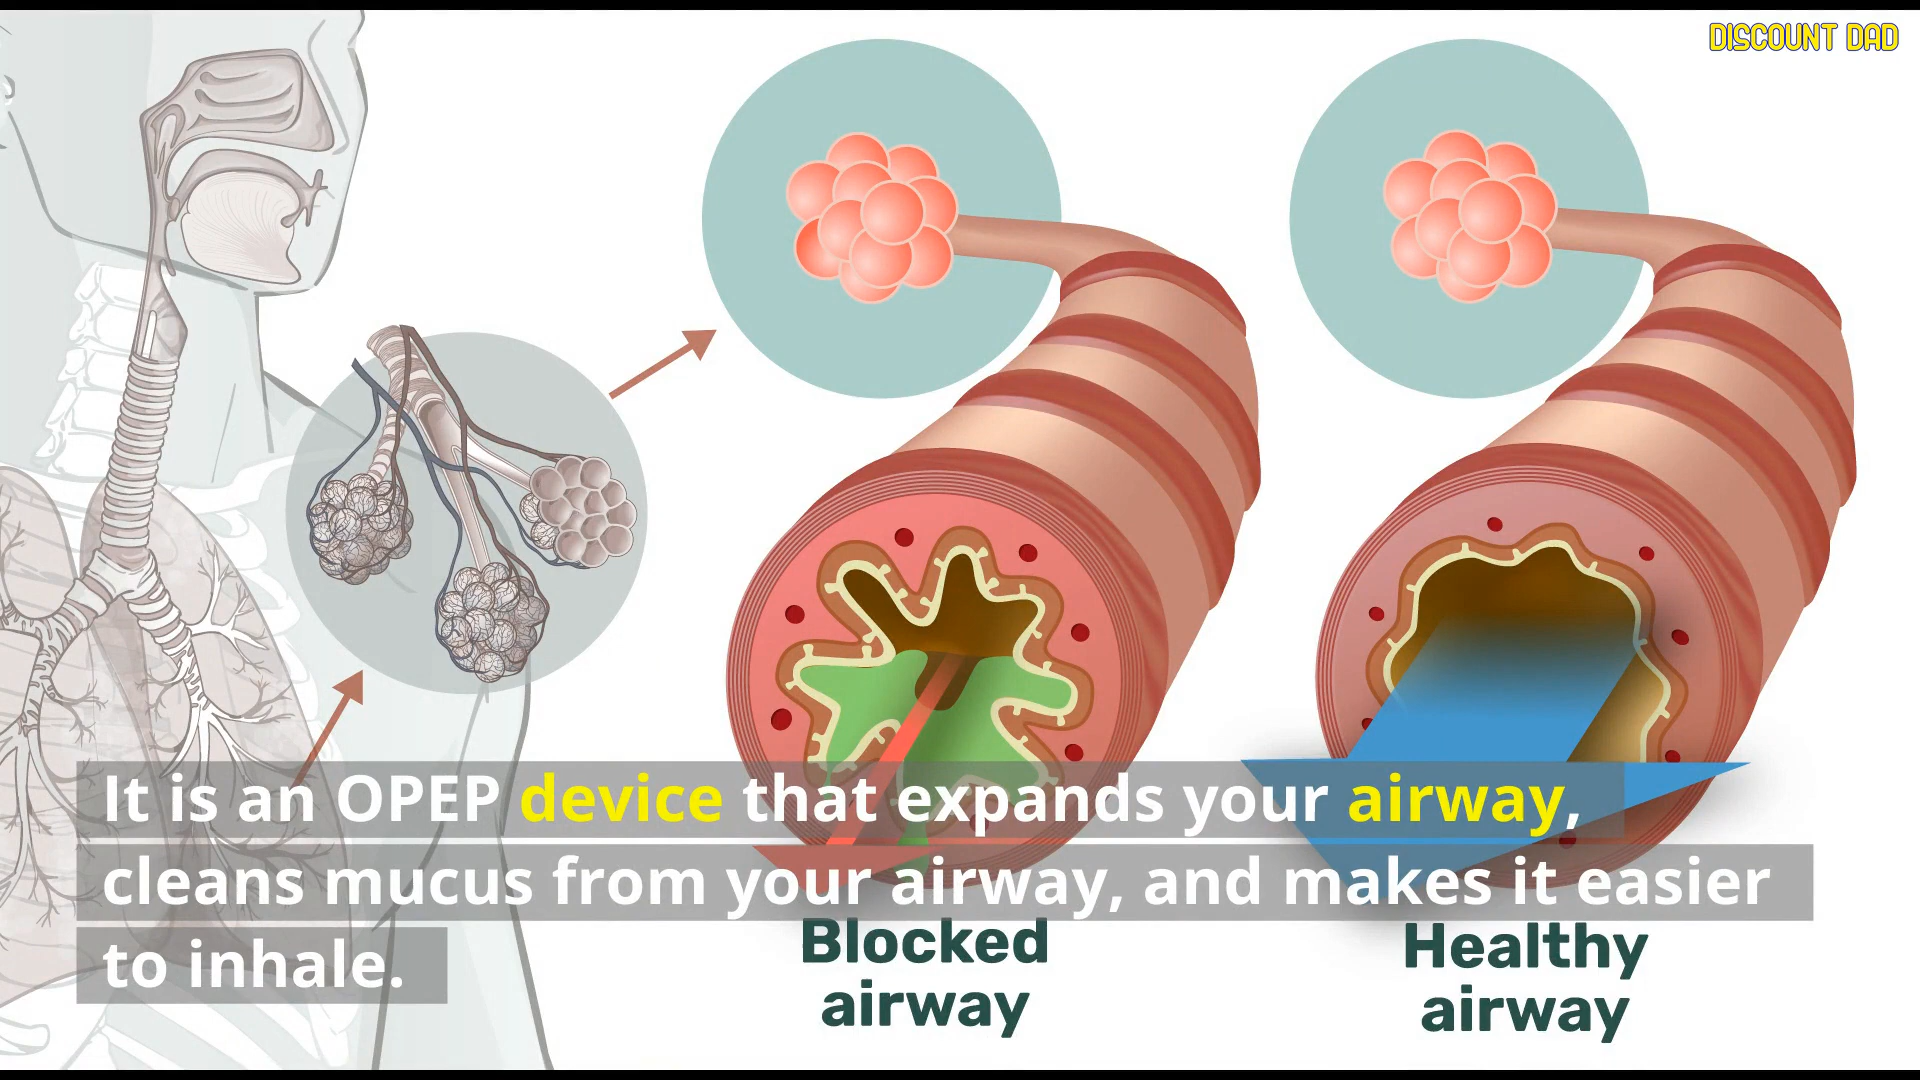 DISCOUNT DAD
It is an OPEP device that expands your airway,
cleans mucus from your airway, and makes it easier
to inhale.
Blocked
airway
Healthy
airway